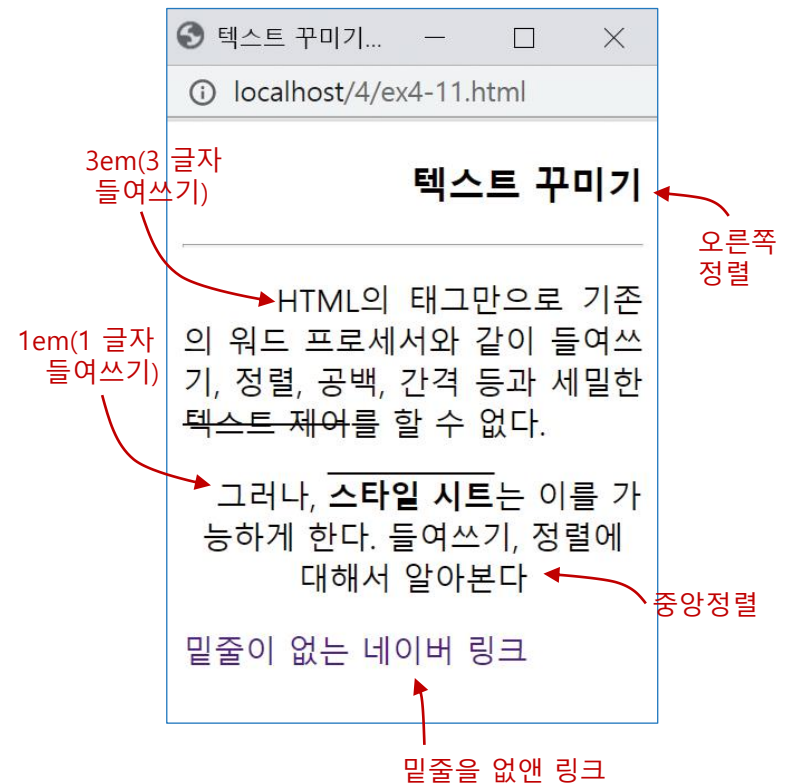 텍스트 꾸미기...
localhost/4/ex4-11.html
3em(3 글자
들여쓰기)
텍스트 꾸미기
오른쪽
정렬
HTML의 태그만으로 기존
의 워드 프로세서와 같이 들여쓰
기, 정렬, 공백, 간격 등과 세밀한
텍스트 제어를 할 수 없다.
1em(1 글자
들여쓰기)
그러나, 스타일 시트는 이를 가
능하게 한다. 들여쓰기, 정렬에
대해서 알아본다
중앙정렬
밑줄이 없는 네이버 링크
밑줄을 없앤 링크